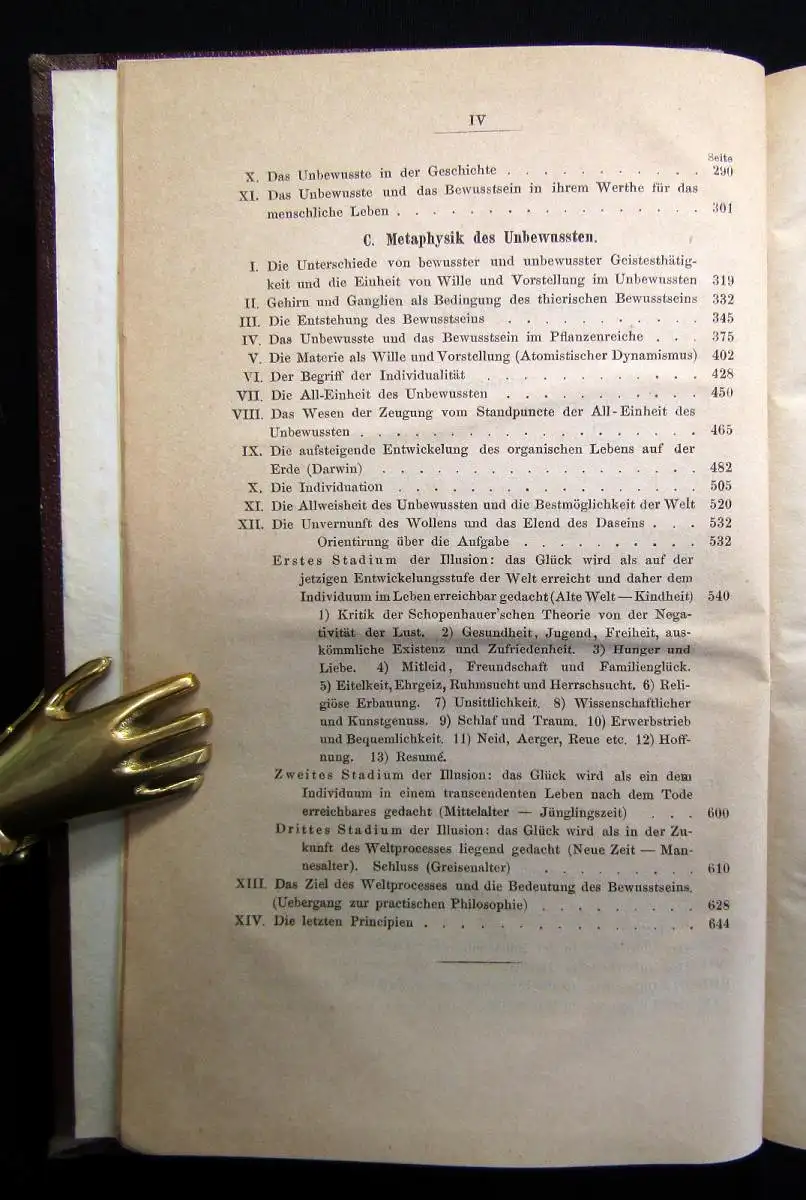 IV
Seite
X. Das Unbewusste in der Geschichte . . . . . . . . . . 290
XI. Das Unbewusste und das Bewusstsein in ihrem Werthe für das
menschliche Leben . . . . . . . . . . . . . . . . 301
C. Metaphysik des Unbewussten.
I. Die Unterschiede von bewusster und unbewusster Geistesthätig-
keit und die Einheit von Wille und Vorstellung im Unbewussten 319
II. Gehirn und Ganglien als Bedingung des thierischen Bewusstseins 332
III. Die Entstehung des Bewusstseins . . . . . . . . . . 345
IV. Das Unbewusste und das Bewusstsein im Pflanzenreiche . . . 375
V. Die Materie als Wille und Vorstellung (Atomistischer Dynamismus) 402
VI. Der Begriff der Individualität . . . . . . . . . . . 428
VII. Die All-Einheit des Unbewussten . . . . . . . . . . 450
VIII. Das Wesen der Zeugung vom Standpuncte der All-Einheit des
Unbewussten . . . . . . . . . . . . . . . . . . 465
IX. Die aufsteigende Entwickelung des organischen Lebens auf der
Erde (Darwin) . . . . . . . . . . . . . . . . . 482
X. Die Individuation . . . . . . . . . . . . . . . . 505
XI. Die Allweisheit des Unbewussten und die Bestmöglichkeit der Welt 520
XII. Die Unvernunft des Wollens und das Elend des Daseins . . . 532
Orientirung über die Aufgabe . . . . . . . . . . 532
Erstes Stadium der Illusion: das Glück wird als auf der
jetzigen Entwickelungsstufe der Welt erreicht und daher dem
Individuum im Leben erreichbar gedacht (Alte Welt — Kindheit) 540
1) Kritik der Schopenhauer'schen Theorie von der Nega-
tivität der Lust. 2) Gesundheit, Jugend, Freiheit, aus-
kömmliche Existenz und Zufriedenheit. 3) Hunger und
Liebe. 4) Mitleid, Freundschaft und Familienglück.
5) Eitelkeit, Ehrgeiz, Ruhmsucht und Herrschsucht. 6) Reli-
giöse Erbauung. 7) Unsittlichkeit. 8) Wissenschaftlicher
und Kunstgenuss. 9) Schlaf und Traum. 10) Erwerbstrieb
und Bequemlichkeit. 11) Neid, Aerger, Reue etc. 12) Hoff-
nung. 13) Resumé.
Zweites Stadium der Illusion: das Glück wird als ein dem
Individuum in einem transcendenten Leben nach dem Tode
erreichbares gedacht (Mittelalter — Jünglingszeit) . . . 600
Drittes Stadium der Illusion: das Glück wird als in der Zu-
kunft des Weltprocesses liegend gedacht (Neue Zeit — Man-
nesalter). Schluss (Greisenalter) . . . . . . . . . 610
XIII. Das Ziel des Weltprocesses und die Bedeutung des Bewusstseins.
(Uebergang zur practischen Philosophie) . . . . . . . . . 628
XIV. Die letzten Principien . . . . . . . . . . . . . . . 644